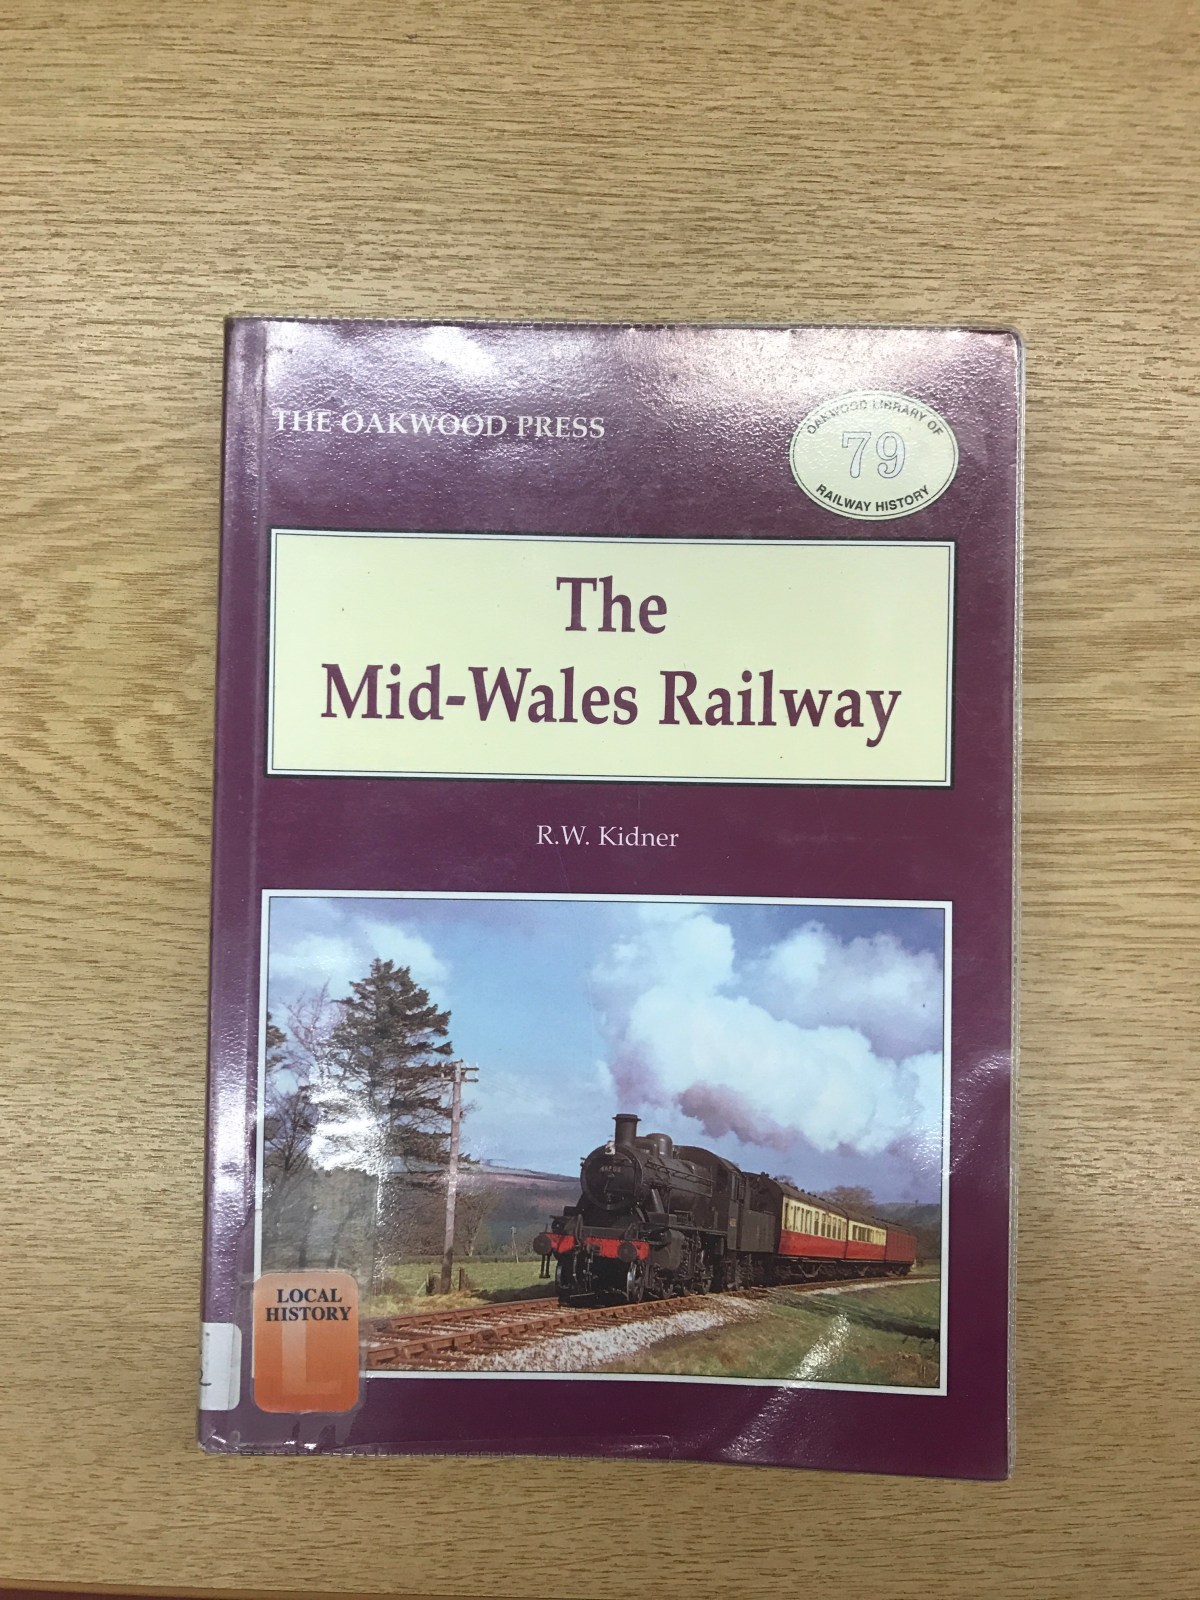 THE OAKWOOD PRESS
OAKWOOD LIBRARY OF
79
RAILWAY HISTORY
The
Mid-Wales Railway
R.W. Kidner
LOCAL
HISTORY
L